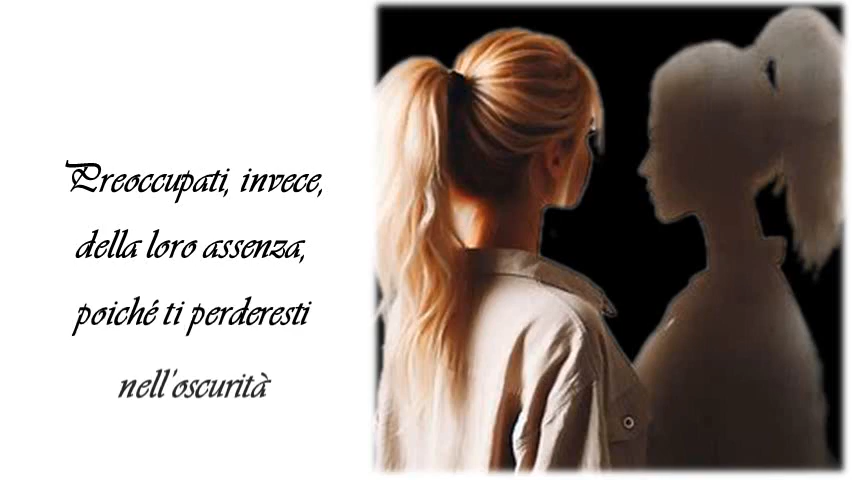 Preoccupati, invece,
della loro assenza,
poiché ti perderesti
nell'oscurità